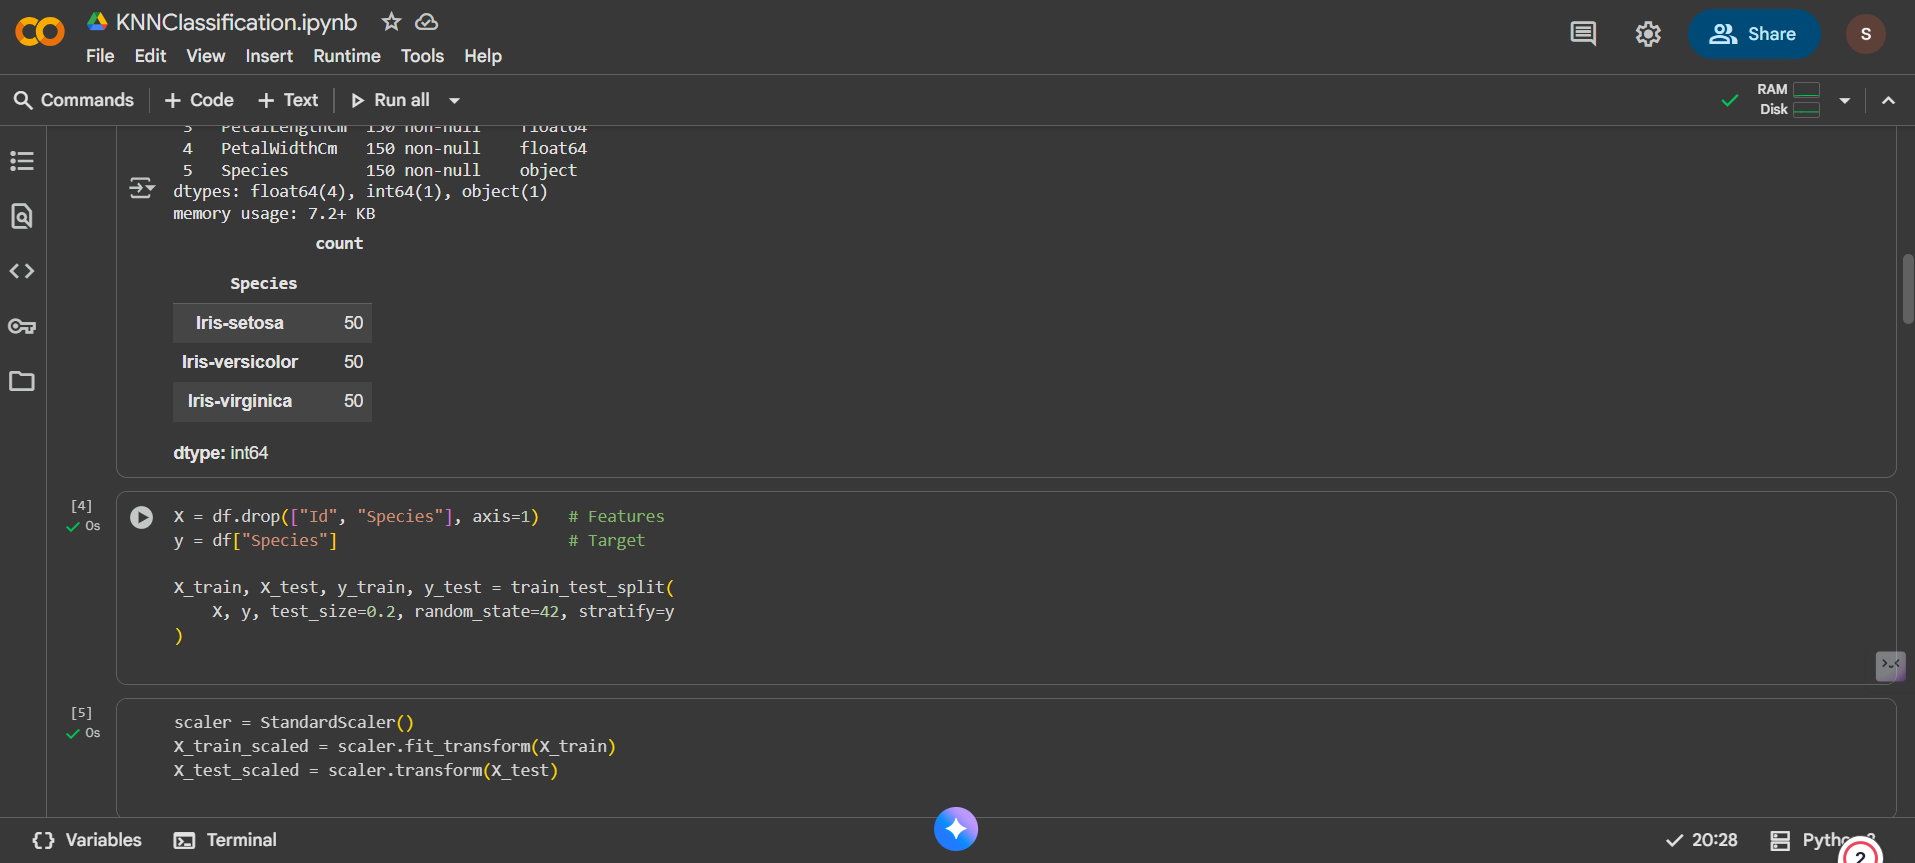 KNNClassification.ipynb
File Edit View Insert Runtime Tools Help
Share
S
Commands + Code + Text Run all
RAM
Disk
3 PetalLengthCm 150 non-null float64
4 PetalWidthCm 150 non-null float64
5 Species 150 non-null object
dtypes: float64(4), int64(1), object(1)
memory usage: 7.2+ KB
count
Species
Iris-setosa 50
Iris-versicolor 50
Iris-virginica 50
dtype: int64
[4]
0s
X = df.drop(["Id", "Species"], axis=1) # Features
y = df["Species"] # Target
X_train, X_test, y_train, y_test = train_test_split(
X, y, test_size=0.2, random_state=42, stratify=y
)
[5]
0s
scaler = StandardScaler()
X_train_scaled = scaler.fit_transform(X_train)
X_test_scaled = scaler.transform(X_test)
Variables Terminal
20:28
Python 3
2